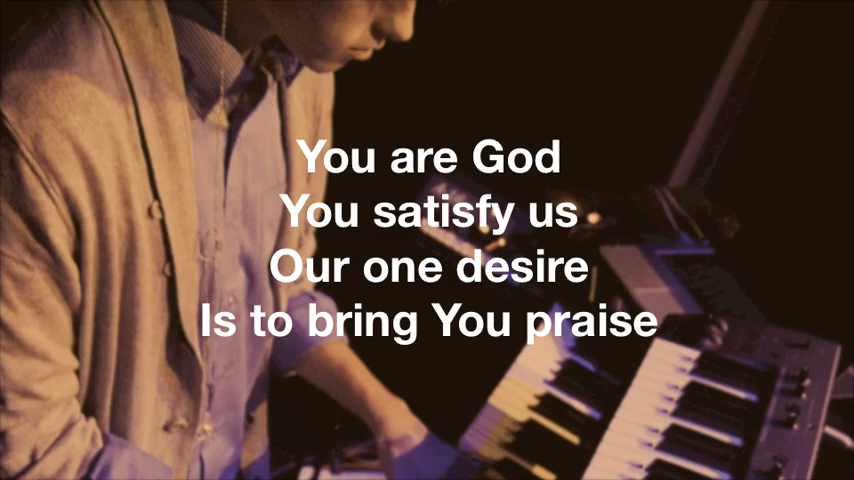 You are God
You satisfy us
Our one desire
Is to bring You praise